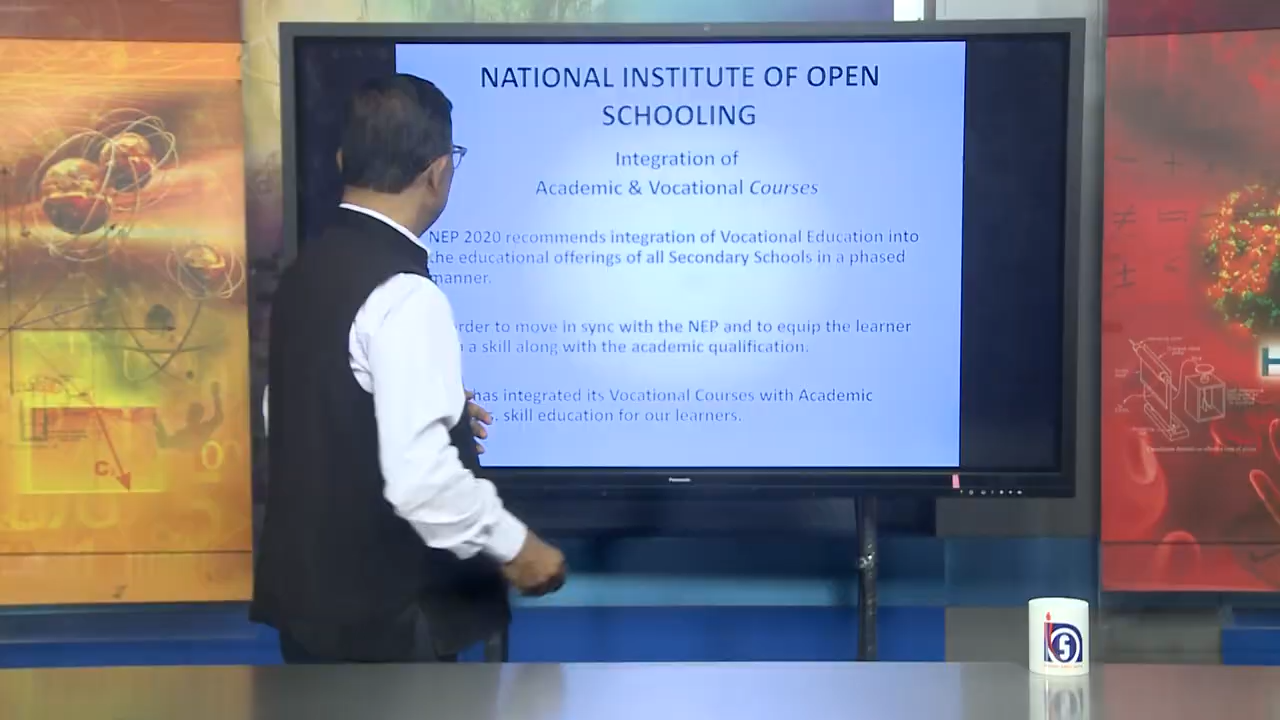 NATIONAL INSTITUTE OF OPEN
SCHOOLING
Integration of
Academic & Vocational Courses
NEP 2020 recommends integration of Vocational Education into
the educational offerings of all Secondary Schools in a phased
manner.
order to move in sync with the NEP and to equip the learner
a skill along with the academic qualification.
has integrated its Vocational Courses with Academic
skill education for our learners.
Panasonic
H